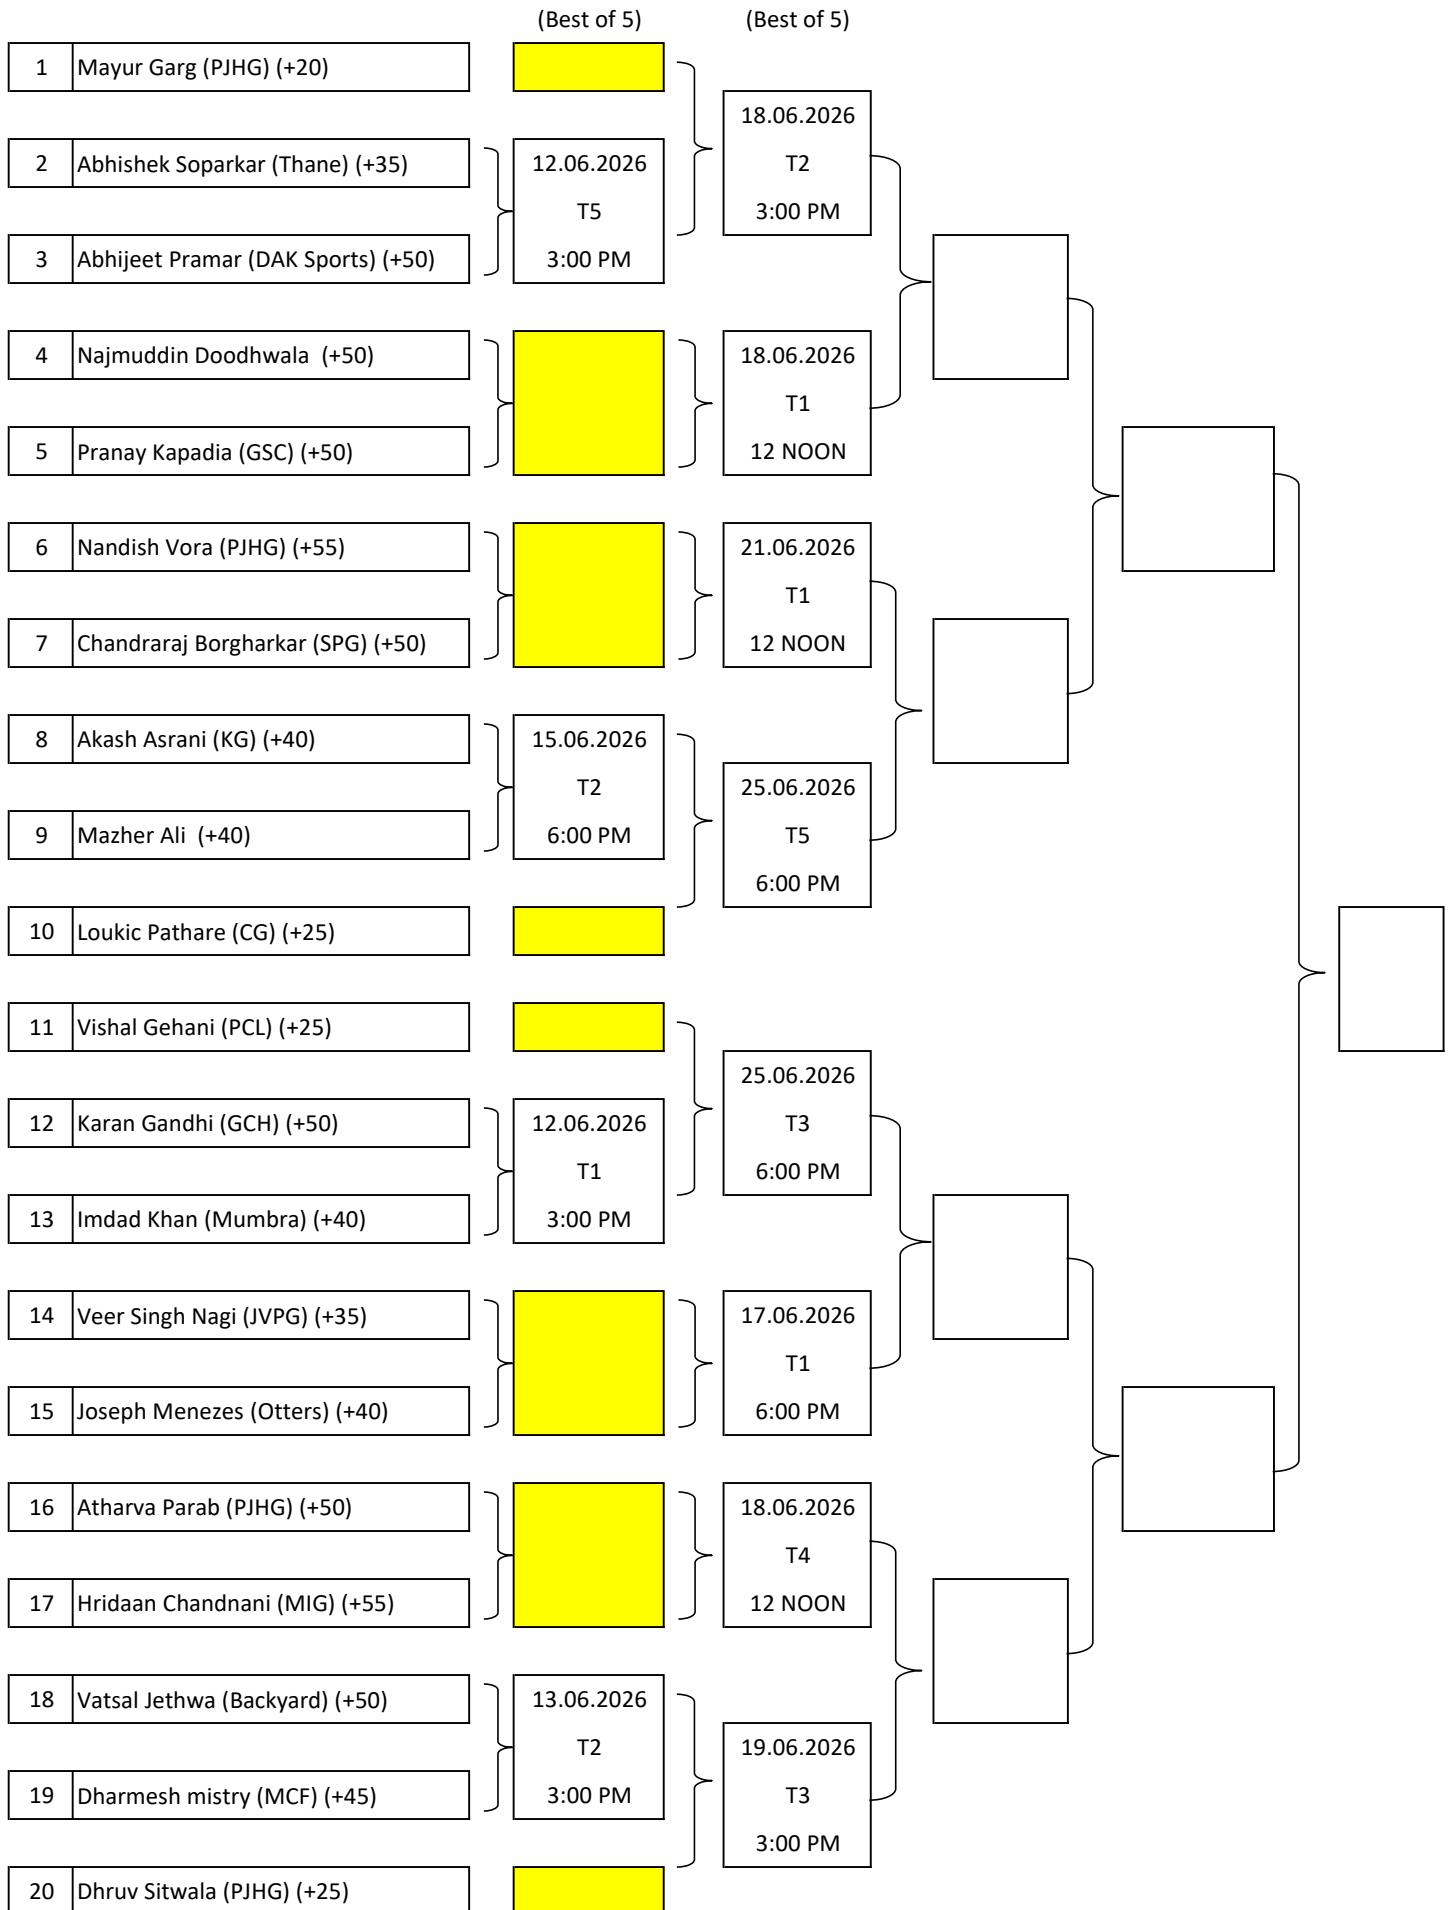 (Best of 5) (Best of 5)
1 Mayur Garg (PJHG) (+20)
18.06.2026
2 Abhishek Soparkar (Thane) (+35) 12.06.2026 T2
T5 3:00 PM
3 Abhijeet Pramar (DAK Sports) (+50) 3:00 PM
4 Najmuddin Doodhwala (+50) 18.06.2026
T1
5 Pranay Kapadia (GSC) (+50) 12 NOON
6 Nandish Vora (PJHG) (+55) 21.06.2026
T1
7 Chandraraj Borgharkar (SPG) (+50) 12 NOON
8 Akash Asrani (KG) (+40) 15.06.2026
T2 25.06.2026
9 Mazher Ali (+40) 6:00 PM T5
6:00 PM
10 Loukic Pathare (CG) (+25)
11 Vishal Gehani (PCL) (+25)
25.06.2026
12 Karan Gandhi (GCH) (+50) 12.06.2026 T3
T1 6:00 PM
13 Imdad Khan (Mumbra) (+40) 3:00 PM
14 Veer Singh Nagi (JVPG) (+35) 17.06.2026
T1
15 Joseph Menezes (Otters) (+40) 6:00 PM
16 Atharva Parab (PJHG) (+50) 18.06.2026
T4
17 Hridaan Chandnani (MIG) (+55) 12 NOON
18 Vatsal Jethwa (Backyard) (+50) 13.06.2026
T2 19.06.2026
19 Dharmesh mistry (MCF) (+45) 3:00 PM T3
3:00 PM
20 Dhruv Sitwala (PJHG) (+25)